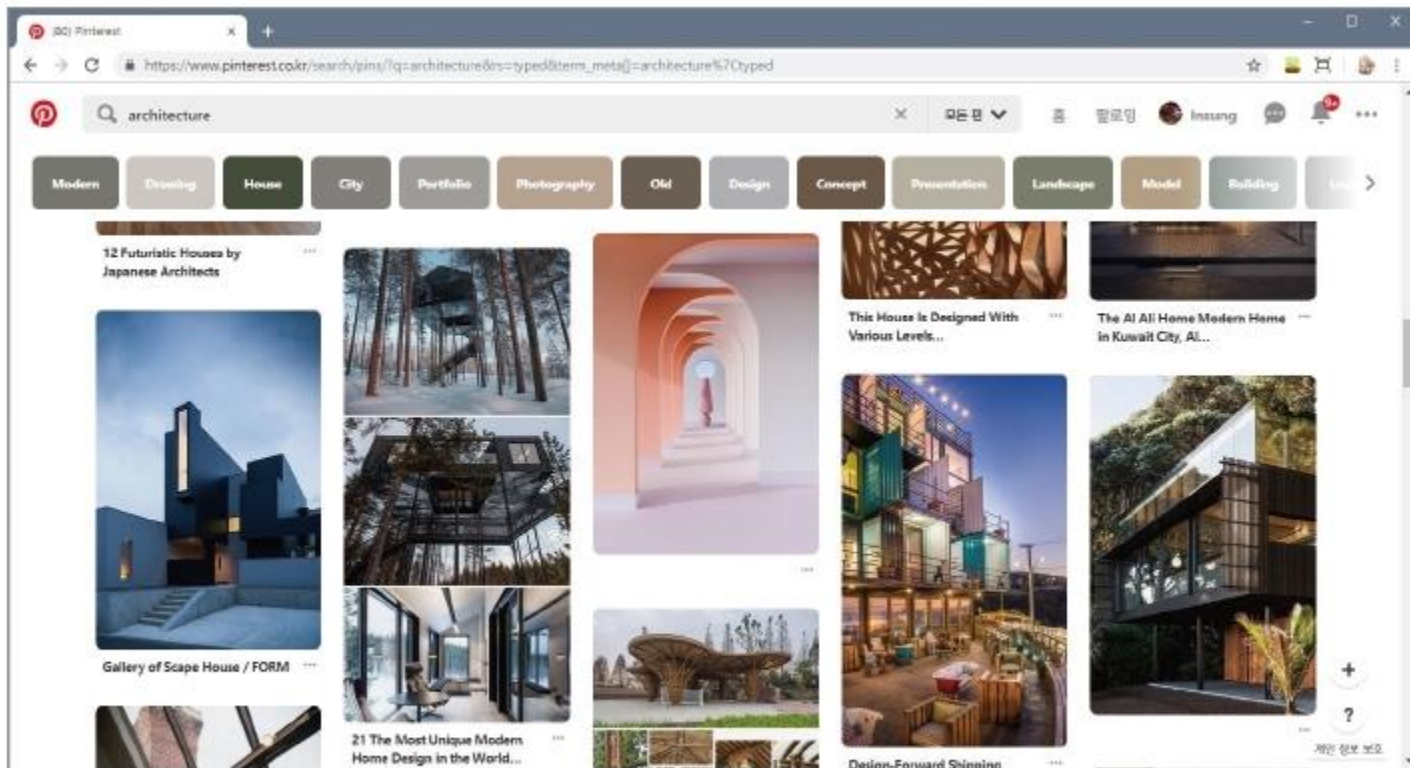 (80) Pinterest
https://www.pinterest.co.kr/search/pins/?q=architecture&rs=typed&term_meta[]=architecture%7Ctyped
architecture
모든 핀
홈
팔로잉
Insung
9+
Modern
Drawing
House
City
Portfolio
Photography
Old
Design
Concept
Presentation
Landscape
Model
Building
12 Futuristic Houses by
Japanese Architects
This House Is Designed With
Various Levels...
The Al Ali Home Modern Home
in Kuwait City, Al...
Gallery of Scape House / FORM
21 The Most Unique Modern
Home Design in the World...
Design-Forward Shipping
+
?
개인 정보 보호